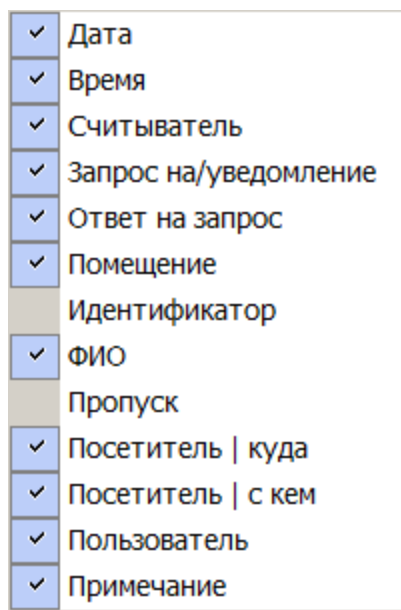 Дата
Время
Считыватель
Запрос на/уведомление
Ответ на запрос
Помещение
Идентификатор
ФИО
Пропуск
Посетитель | куда
Посетитель | с кем
Пользователь
Примечание